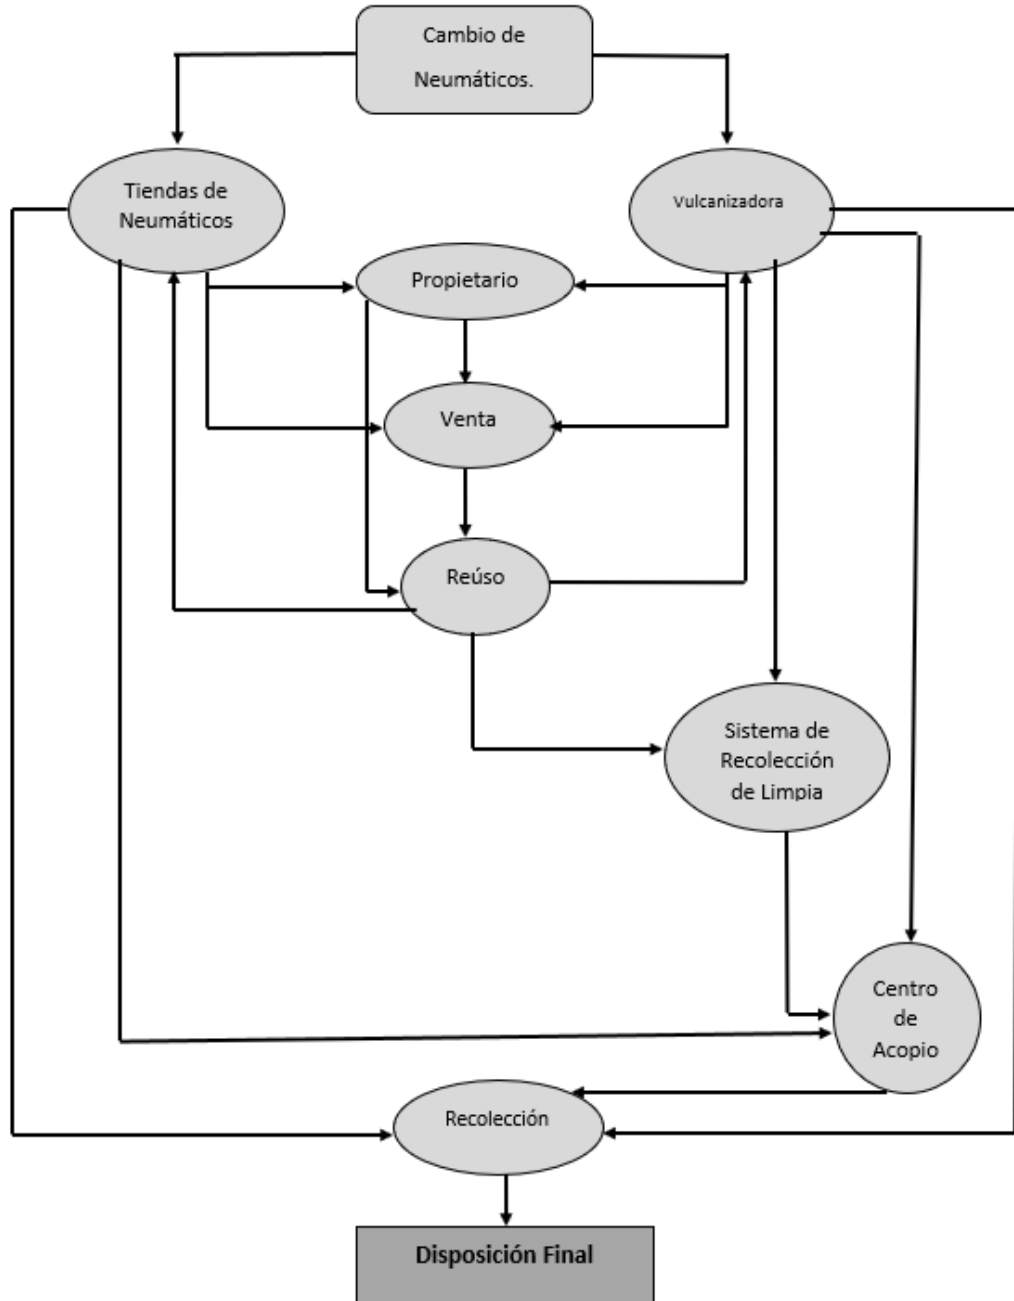 Cambio de
Neumáticos.
Tiendas de
Neumáticos
Vulcanizadora
Propietario
Venta
Reúso
Sistema de
Recolección
de Limpia
Centro
de
Acopio
Recolección
Disposición Final